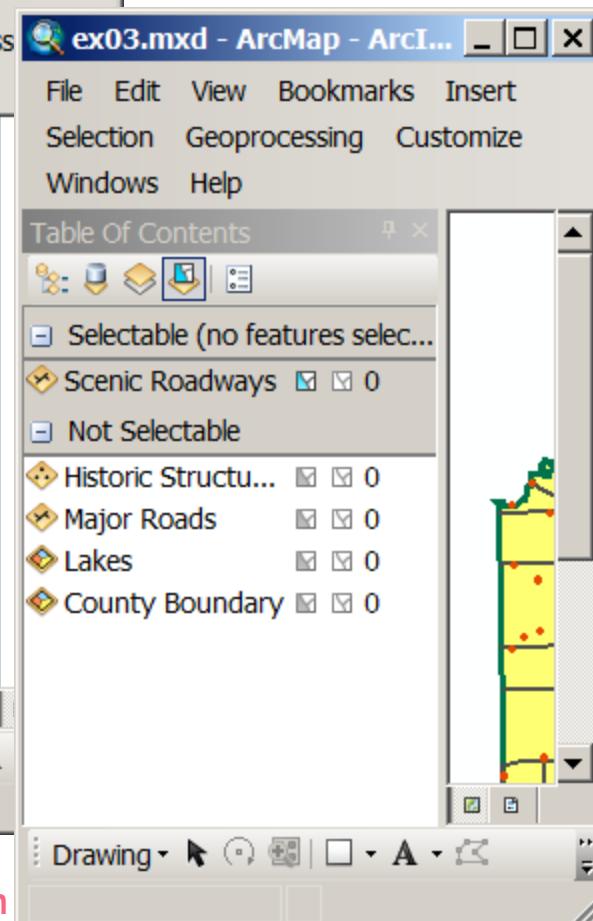 ss
ex03.mxd - ArcMap - ArcI...
File Edit View Bookmarks Insert
Selection Geoprocessing Customize
Windows Help
Table Of Contents
Selectable (no features selec...
Scenic Roadways 0
Not Selectable
Historic Structu... 0
Major Roads 0
Lakes 0
County Boundary 0
Drawing A
n